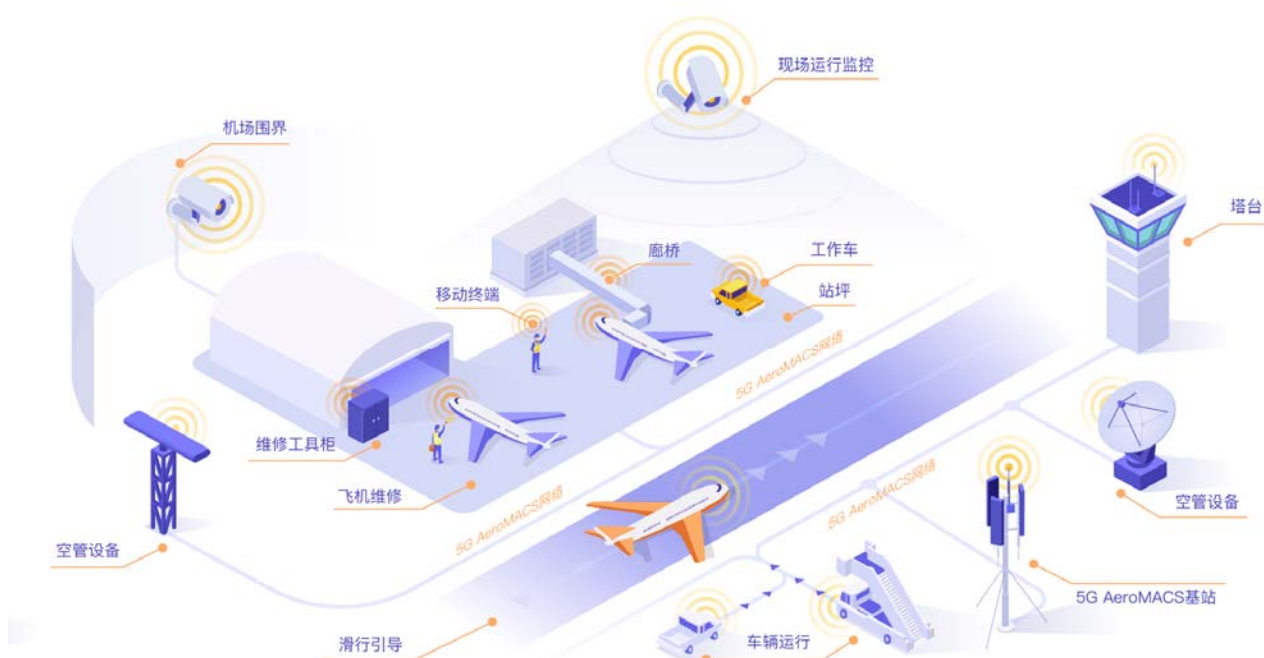 现场运行监控
机场围界
塔台
廊桥
工作车
移动终端
站坪
5G AeroMACS网络
维修工具柜
飞机维修
5G AeroMACS网络
5G AeroMACS网络
空管设备
空管设备
5G AeroMACS基站
滑行引导
车辆运行